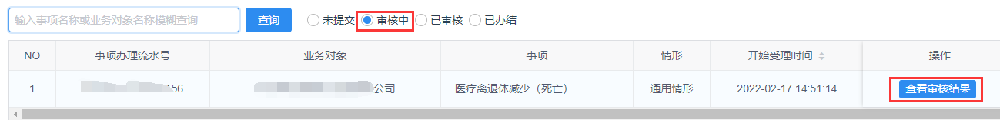 输入事项名称或业务对象名称模糊查询 查询 未提交 审核中 已审核 已办结
NO 事项办理流水号 业务对象 事项 情形 开始受理时间 操作
1 156 公司 医疗离退休减少（死亡） 通用情形 2022-02-17 14:51:14 查看审核结果